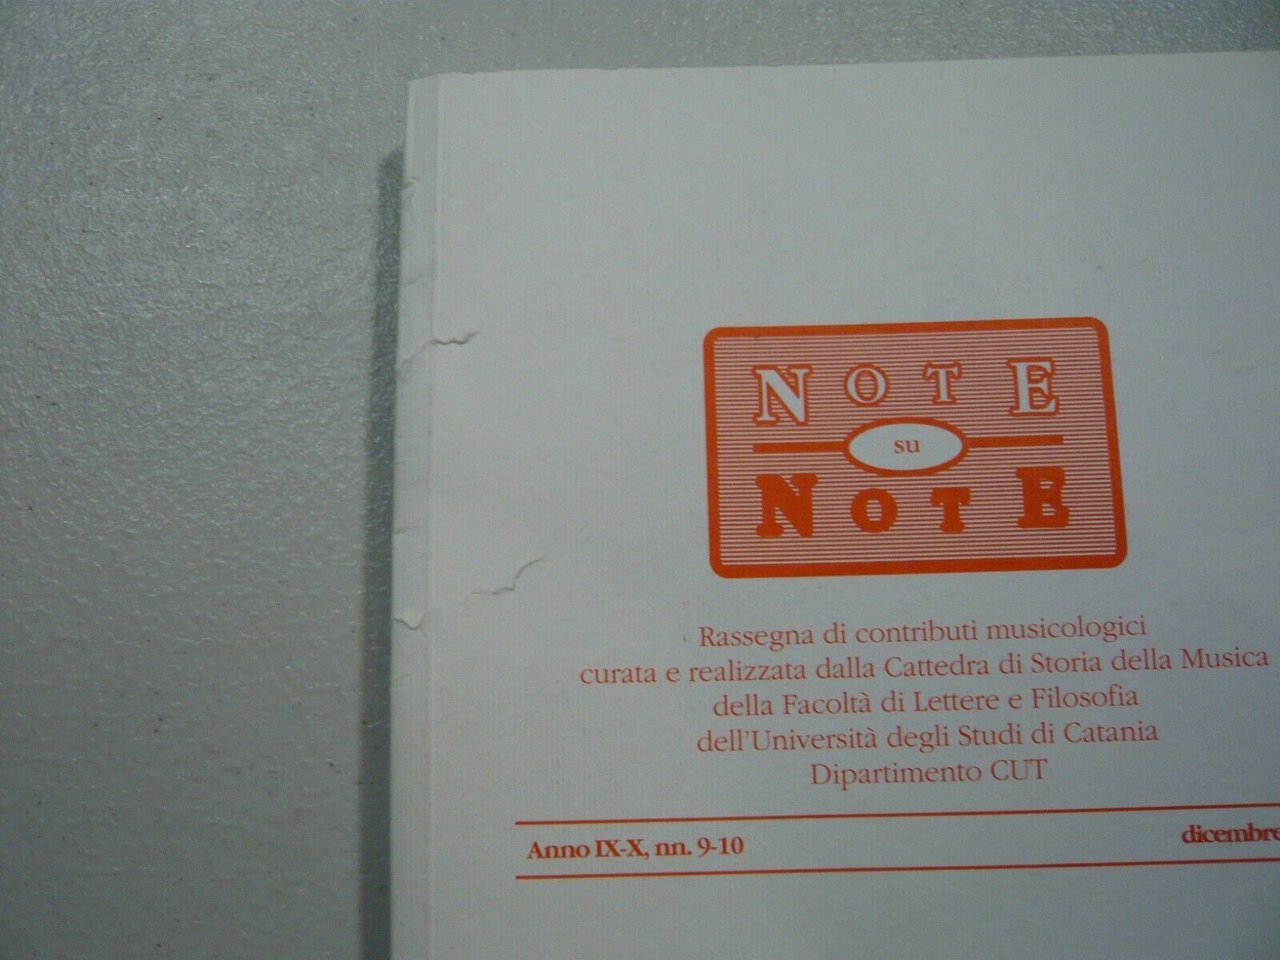 NOTE
su
NOTE
Rassegna di contributi musicologici
curata e realizzata dalla Cattedra di Storia della Musica
della Facoltà di Lettere e Filosofia
dell'Università degli Studi di Catania
Dipartimento CUT
Anno IX-X, nn. 9-10 dicembre